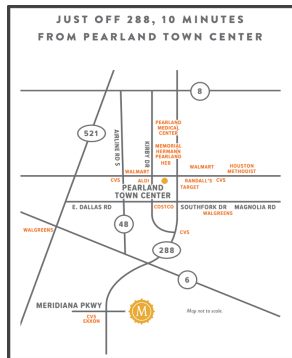 JUST OFF 288, 10 MINUTES
FROM PEARLAND TOWN CENTER
8
521
AIRLINE RD S
KIRBY DR
PEARLAND
MEDICAL
CENTER
MEMORIAL
HERMANN
PEARLAND
HEB
WALMART
WALMART
HOUSTON
METHODIST
CVS
ALDI
RANDALL'S
CVS
PEARLAND
TOWN CENTER
TARGET
E. DALLAS RD
COSTCO
SOUTHFORK DR
MAGNOLIA RD
WALGREENS
48
WALGREENS
CVS
288
6
MERIDIANA PKWY
M
Map not to scale.
CVS
EXXON